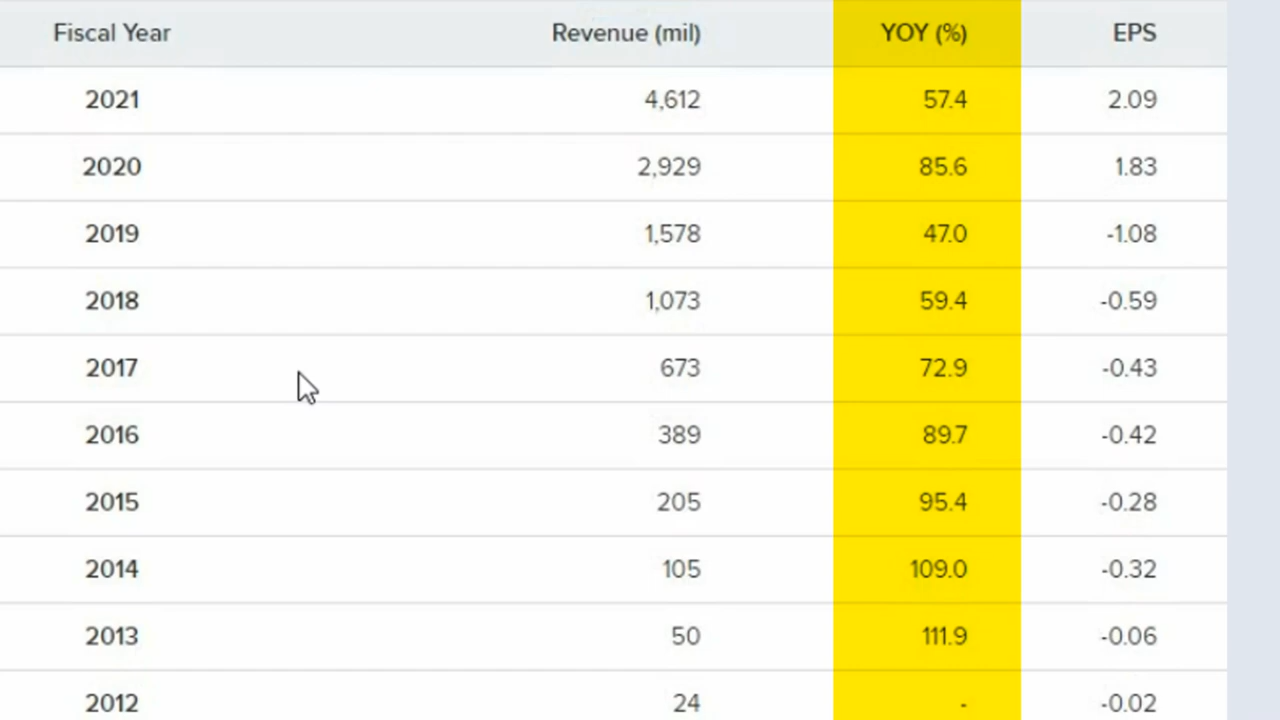 Fiscal Year Revenue (mil) YOY (%) EPS
2021 4,612 57.4 2.09
2020 2,929 85.6 1.83
2019 1,578 47.0 -1.08
2018 1,073 59.4 -0.59
2017 673 72.9 -0.43
2016 389 89.7 -0.42
2015 205 95.4 -0.28
2014 105 109.0 -0.32
2013 50 111.9 -0.06
2012 24 - -0.02